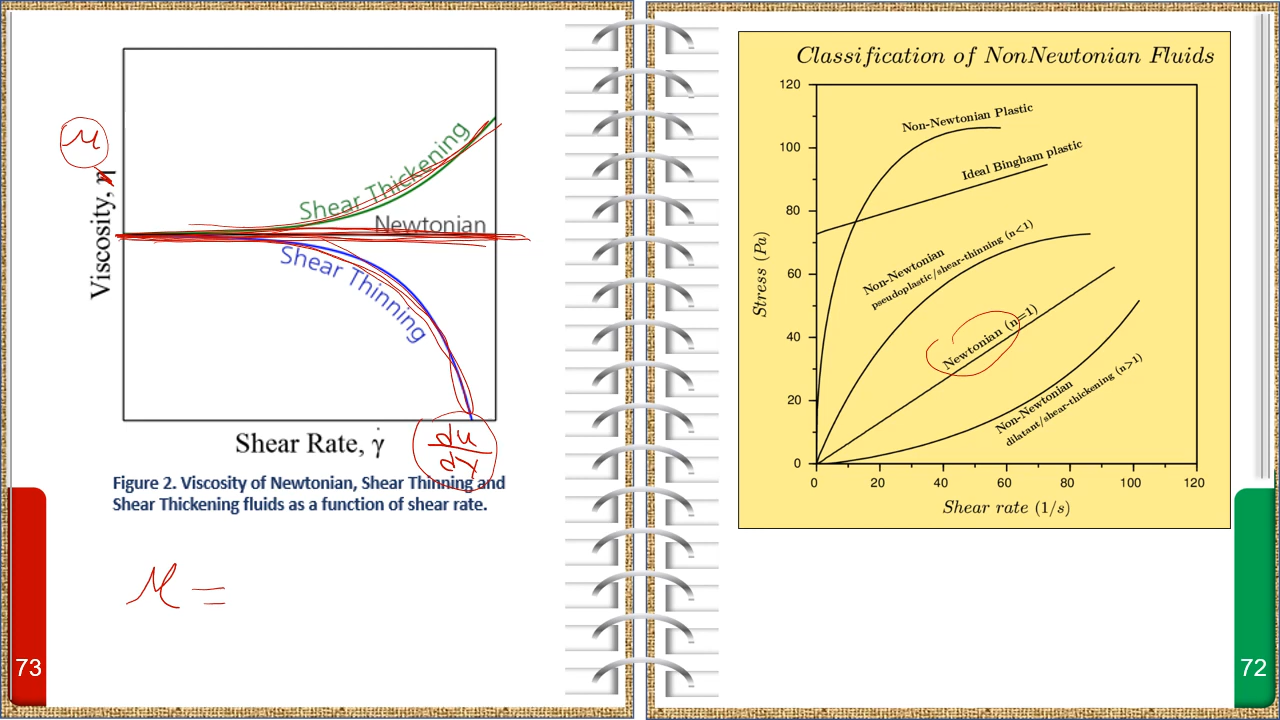 μ
Viscosity, η
Shear Thickening
Newtonian
Shear Thinning
Shear Rate, γ̇
du
dy
Figure 2. Viscosity of Newtonian, Shear Thinning and
Shear Thickening fluids as a function of shear rate.
μ =
73
Classification of NonNewtonian Fluids
120
100
80
60
40
20
0
Stress (Pa)
Non-Newtonian Plastic
Ideal Bingham plastic
Non-Newtonian
pseudoplastic/shear-thinning (n<1)
Newtonian (n=1)
Non-Newtonian
dilatant/shear-thickening (n>1)
0 20 40 60 80 100 120
Shear rate (1/s)
72